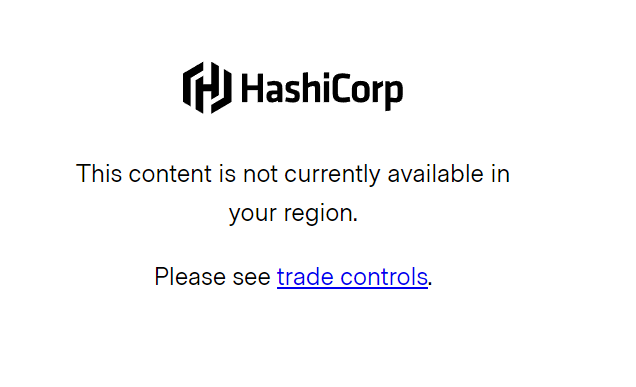 HashiCorp
This content is not currently available in
your region.
Please see trade controls.